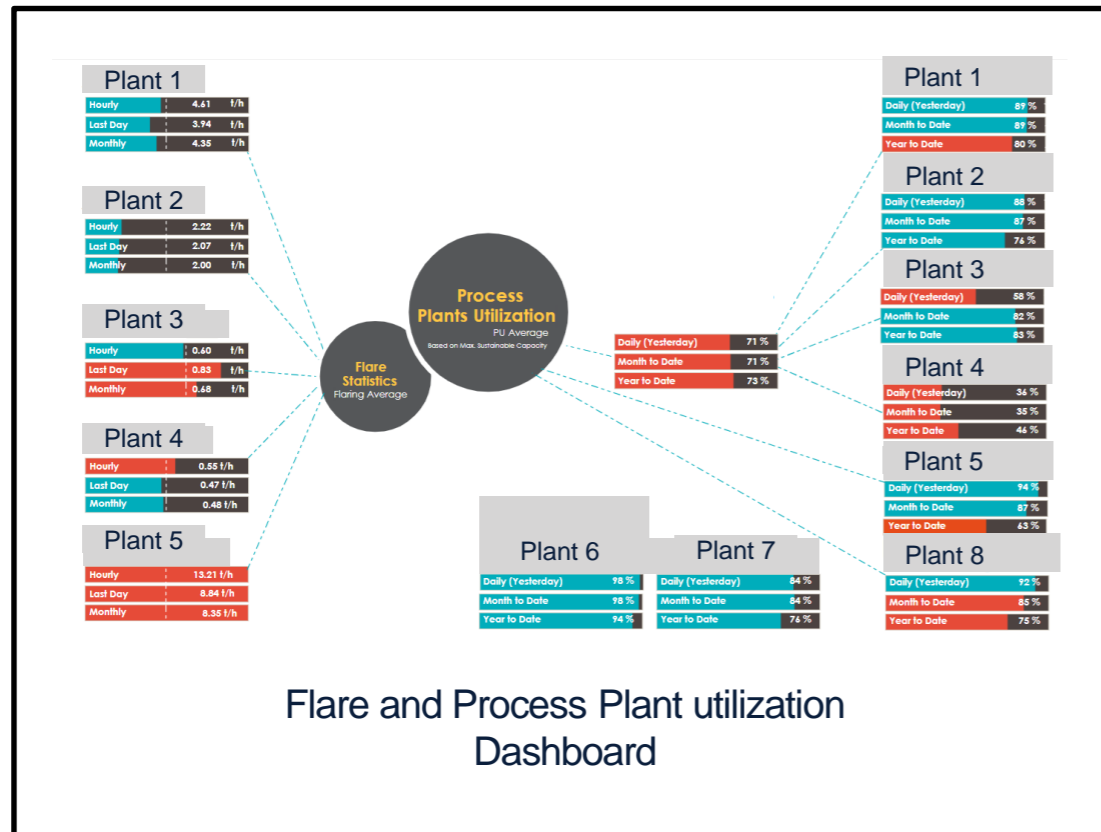 Plant 1
Hourly 4.61 t/h
Last Day 3.94 t/h
Monthly 4.35 t/h
Plant 2
Hourly 2.22 t/h
Last Day 2.07 t/h
Monthly 2.00 t/h
Plant 3
Hourly 0.60 t/h
Last Day 0.83 t/h
Monthly 0.68 t/h
Plant 4
Hourly 0.55 t/h
Last Day 0.47 t/h
Monthly 0.48 t/h
Plant 5
Hourly 13.21 t/h
Last Day 8.84 t/h
Monthly 8.35 t/h
Flare
Statistics
Flaring Average
Process
Plants Utilization
PU Average
Based on Max. Sustainable Capacity
Daily (Yesterday) 71 %
Month to Date 71 %
Year to Date 73 %
Plant 1
Daily (Yesterday) 89 %
Month to Date 89 %
Year to Date 80 %
Plant 2
Daily (Yesterday) 88 %
Month to Date 87 %
Year to Date 76 %
Plant 3
Daily (Yesterday) 58 %
Month to Date 82 %
Year to Date 83 %
Plant 4
Daily (Yesterday) 36 %
Month to Date 35 %
Year to Date 46 %
Plant 5
Daily (Yesterday) 94 %
Month to Date 87 %
Year to Date 63 %
Plant 6
Daily (Yesterday) 98 %
Month to Date 98 %
Year to Date 94 %
Plant 7
Daily (Yesterday) 84 %
Month to Date 84 %
Year to Date 76 %
Plant 8
Daily (Yesterday) 92 %
Month to Date 85 %
Year to Date 75 %
Flare and Process Plant utilization
Dashboard